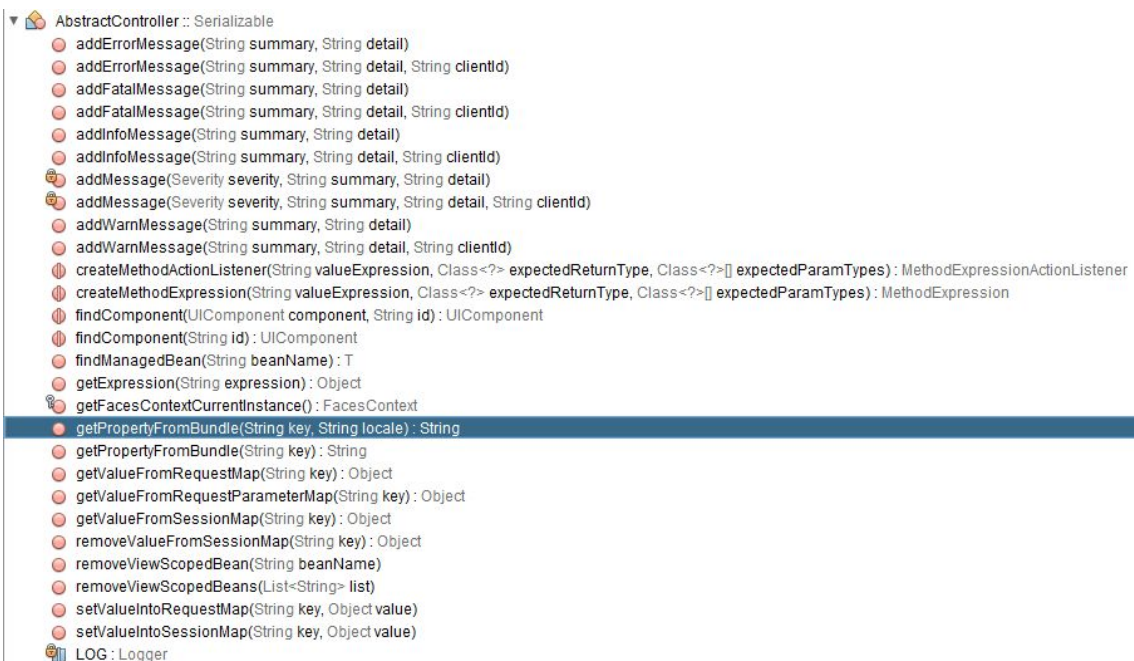 AbstractController :: Serializable
addErrorMessage(String summary, String detail)
addErrorMessage(String summary, String detail, String clientId)
addFatalMessage(String summary, String detail)
addFatalMessage(String summary, String detail, String clientId)
addInfoMessage(String summary, String detail)
addInfoMessage(String summary, String detail, String clientId)
addMessage(Severity severity, String summary, String detail)
addMessage(Severity severity, String summary, String detail, String clientId)
addWarnMessage(String summary, String detail)
addWarnMessage(String summary, String detail, String clientId)
createMethodActionListener(String valueExpression, Class<?> expectedReturnType, Class<?>[] expectedParamTypes) : MethodExpressionActionListener
createMethodExpression(String valueExpression, Class<?> expectedReturnType, Class<?>[] expectedParamTypes) : MethodExpression
findComponent(UIComponent component, String id) : UIComponent
findComponent(String id) : UIComponent
findManagedBean(String beanName) : T
getExpression(String expression) : Object
getFacesContextCurrentInstance() : FacesContext
getPropertyFromBundle(String key, String locale) : String
getPropertyFromBundle(String key) : String
getValueFromRequestMap(String key) : Object
getValueFromRequestParameterMap(String key) : Object
getValueFromSessionMap(String key) : Object
removeValueFromSessionMap(String key) : Object
removeViewScopedBean(String beanName)
removeViewScopedBeans(List<String> list)
setValueIntoRequestMap(String key, Object value)
setValueIntoSessionMap(String key, Object value)
LOG : Logger